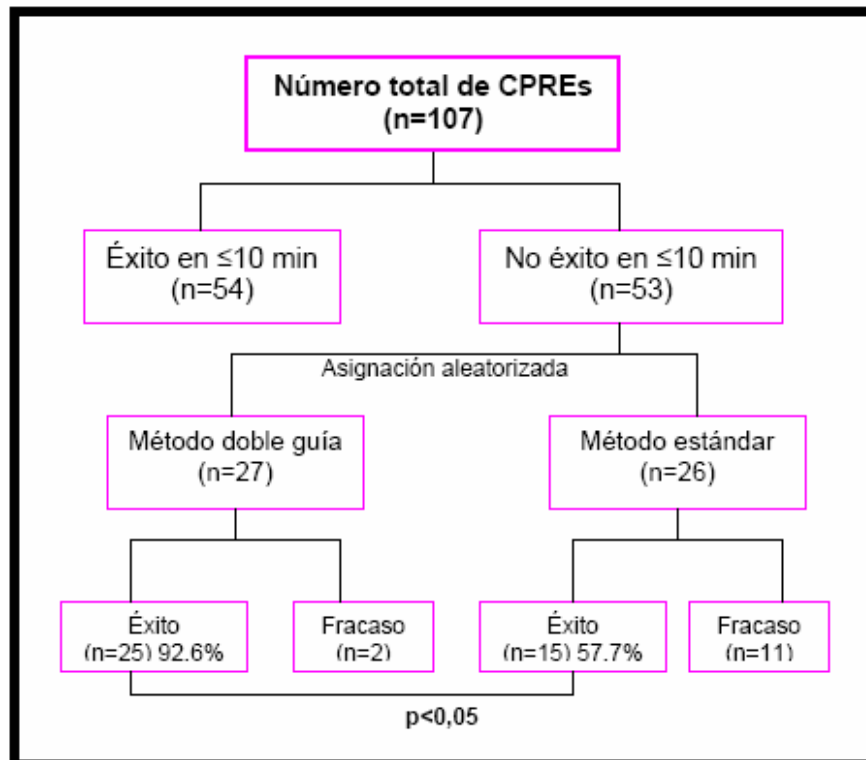 Número total de CPREs
(n=107)
Éxito en ≤10 min
(n=54)
No éxito en ≤10 min
(n=53)
Asignación aleatorizada
Método doble guía
(n=27)
Método estándar
(n=26)
Éxito
(n=25) 92.6%
Fracaso
(n=2)
Éxito
(n=15) 57.7%
Fracaso
(n=11)
p<0,05